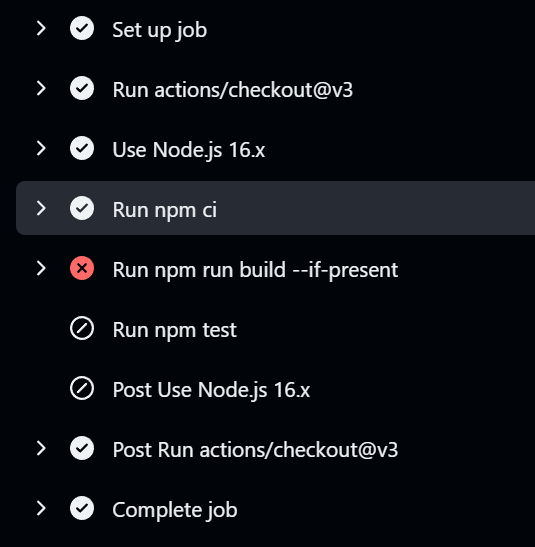 Set up job
Run actions/checkout@v3
Use Node.js 16.x
Run npm ci
Run npm run build --if-present
Run npm test
Post Use Node.js 16.x
Post Run actions/checkout@v3
Complete job